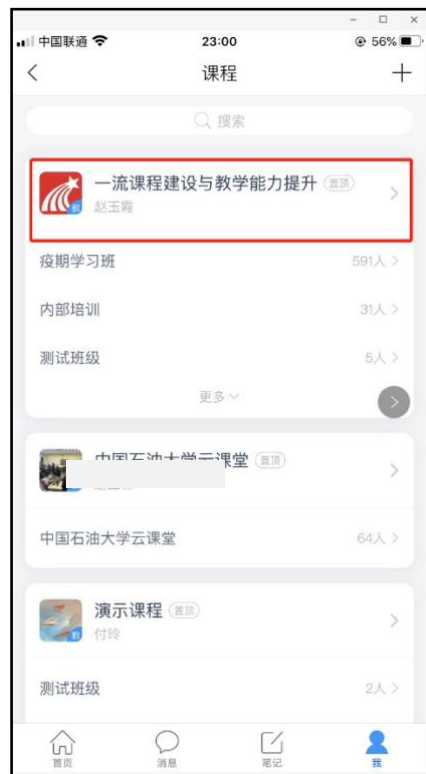 中国联通 23:00 56%
课程
搜索
一流课程建设与教学能力提升 置顶
教 赵玉霞
疫期学习班 591人
内部培训 31人
测试班级 5人
更多
中国石油大学云课堂 置顶
中国石油大学云课堂 64人
演示课程 置顶
教 付玲
测试班级 2人
首页 消息 笔记 我